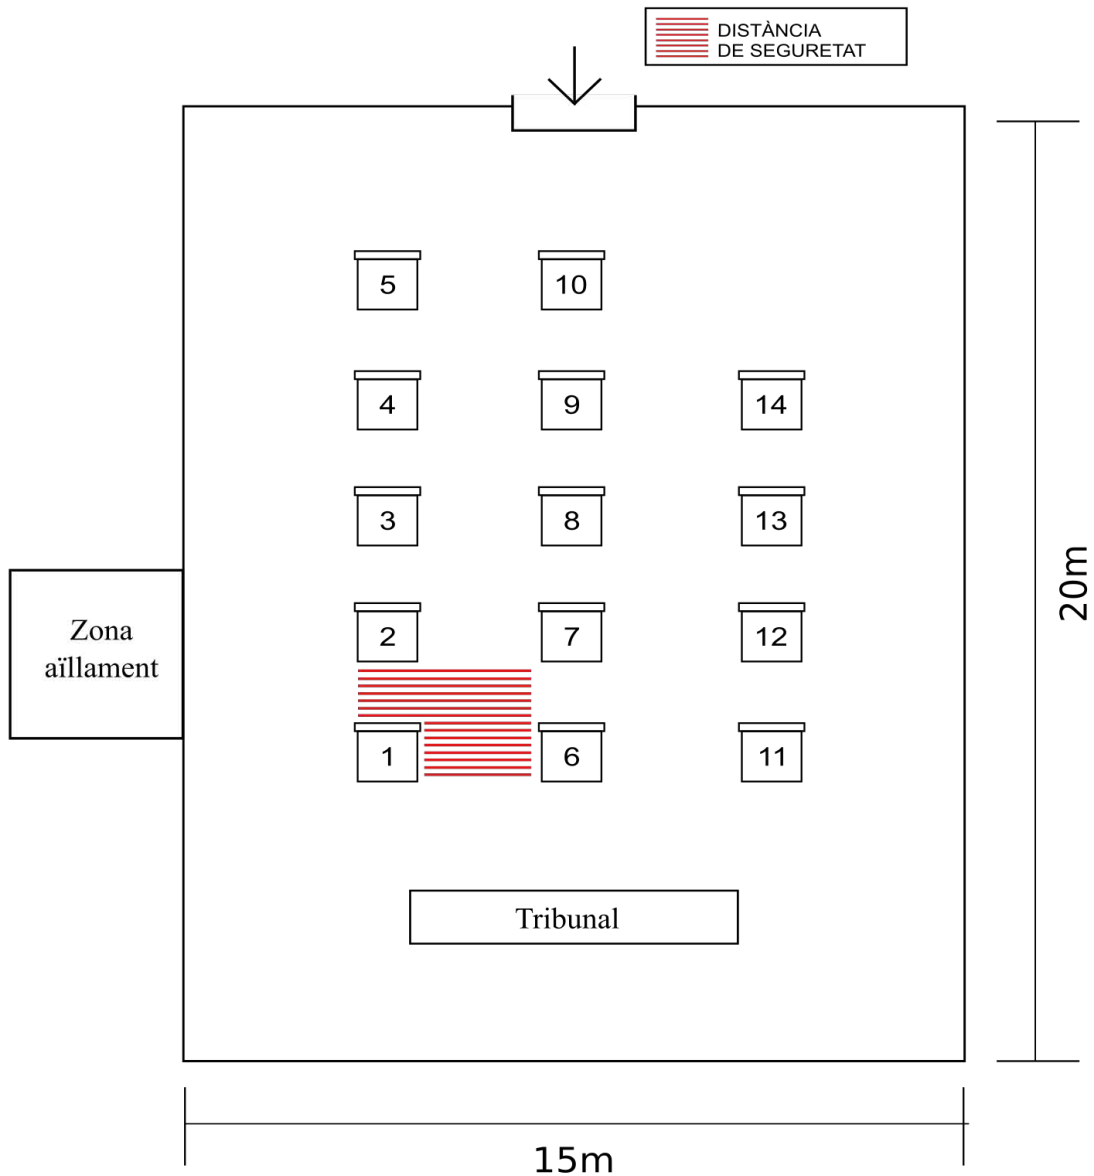 DISTÀNCIA
DE SEGURETAT
5 10
4 9 14
3 8 13
2 7 12
Zona
aïllament
20m
1 6 11
Tribunal
15m